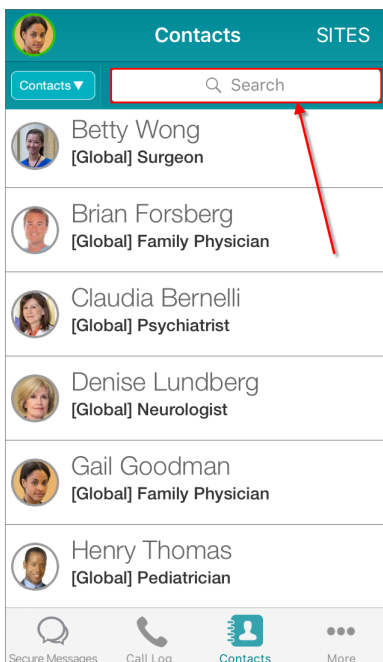 Contacts SITES
Contacts▼ Search
Betty Wong
[Global] Surgeon
Brian Forsberg
[Global] Family Physician
Claudia Bernelli
[Global] Psychiatrist
Denise Lundberg
[Global] Neurologist
Gail Goodman
[Global] Family Physician
Henry Thomas
[Global] Pediatrician
Secure Messages Call Log Contacts More